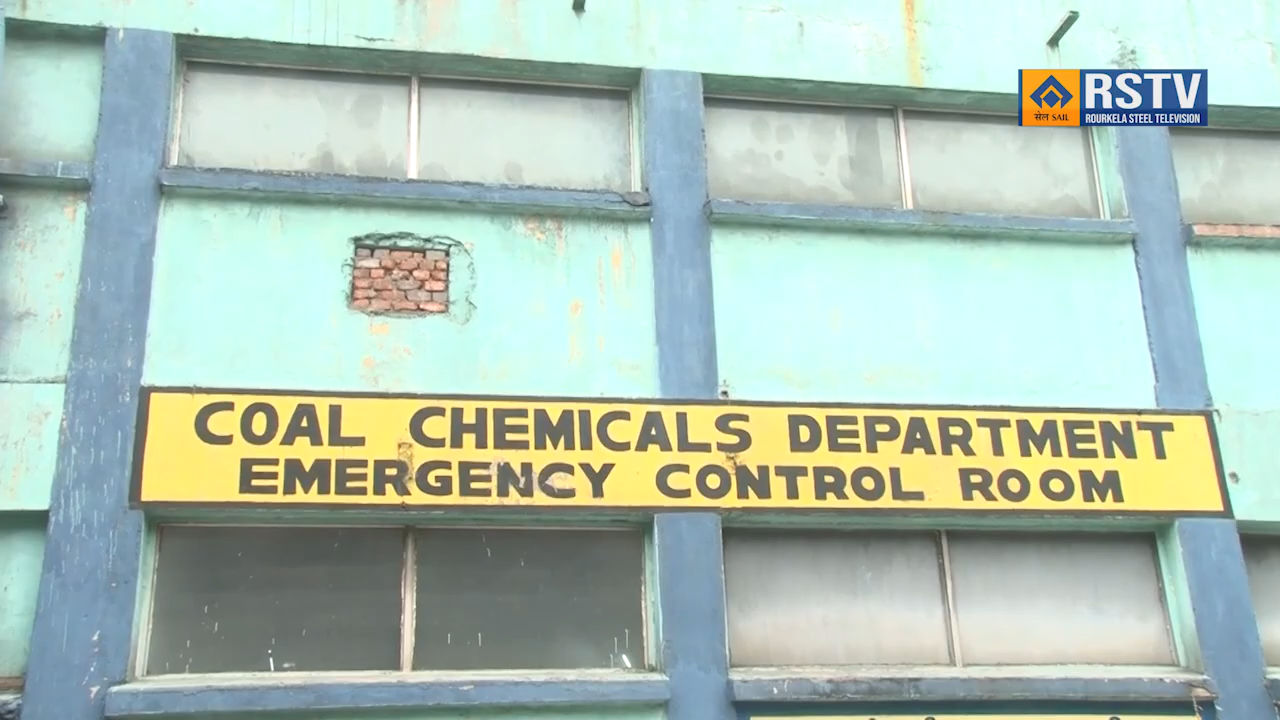 RSTV
सेल SAIL
ROURKELA STEEL TELEVISION
COAL CHEMICALS DEPARTMENT
EMERGENCY CONTROL ROOM